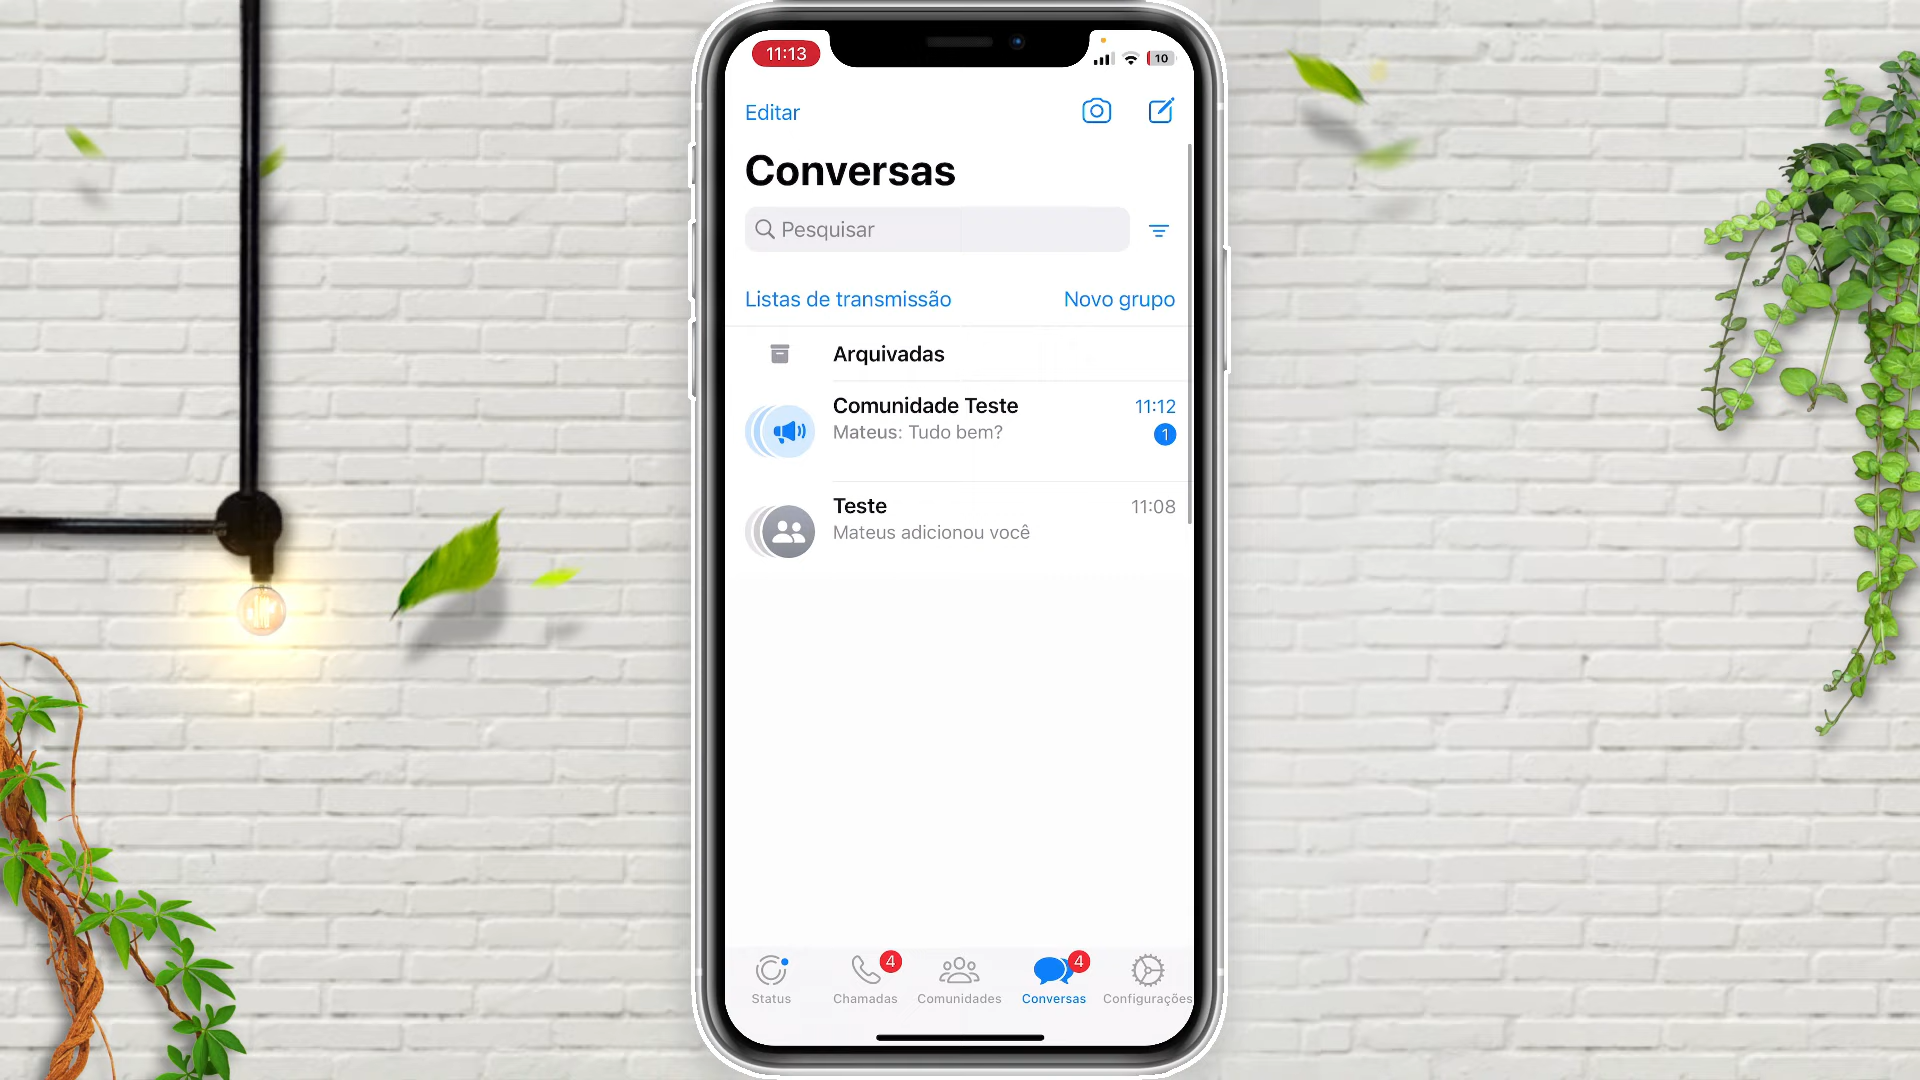 11:13
10
Editar
Conversas
Pesquisar
Listas de transmissão
Novo grupo
Arquivadas
Comunidade Teste
11:12
Mateus: Tudo bem?
1
Teste
11:08
Mateus adicionou você
4
4
Status
Chamadas
Comunidades
Conversas
Configurações